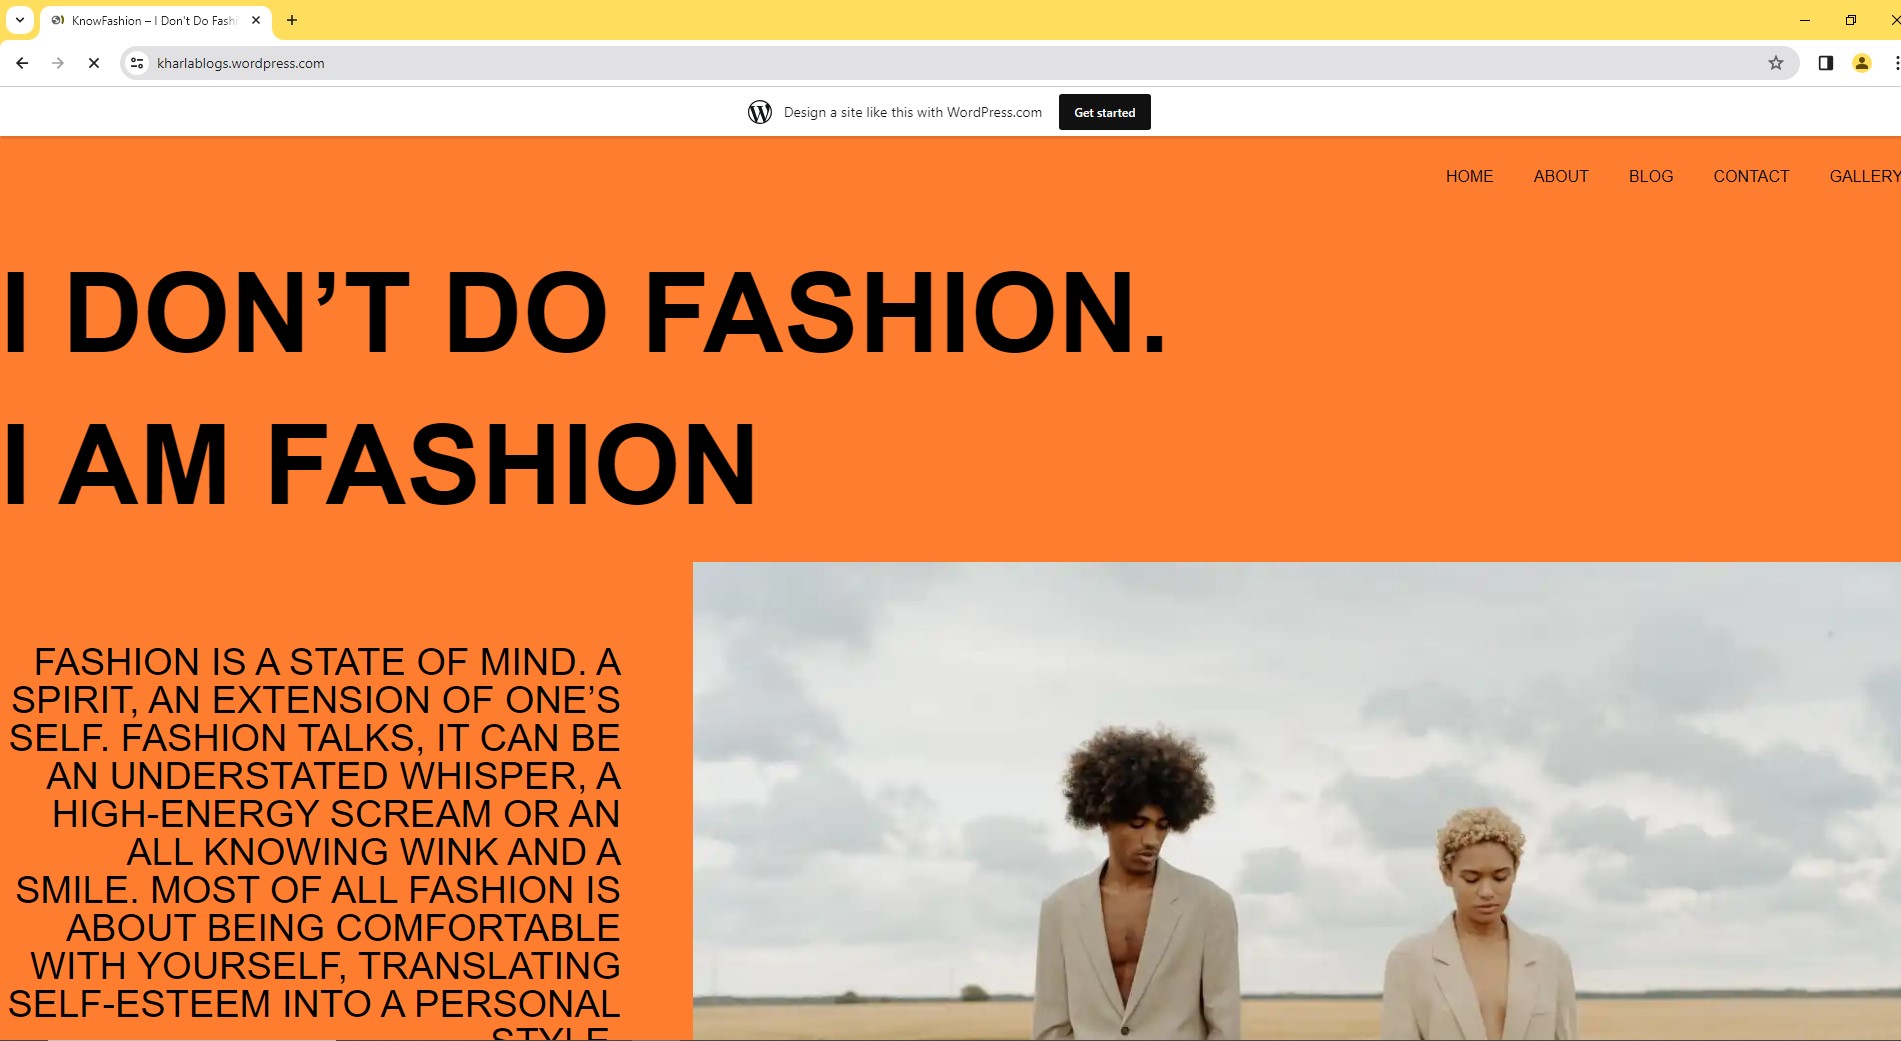 KnowFashion – I Don't Do Fashi
kharlablogs.wordpress.com
Design a site like this with WordPress.com
Get started
HOME ABOUT BLOG CONTACT GALLERY
I DON’T DO FASHION.
I AM FASHION
FASHION IS A STATE OF MIND. A
SPIRIT, AN EXTENSION OF ONE’S
SELF. FASHION TALKS, IT CAN BE
AN UNDERSTATED WHISPER, A
HIGH-ENERGY SCREAM OR AN
ALL KNOWING WINK AND A
SMILE. MOST OF ALL FASHION IS
ABOUT BEING COMFORTABLE
WITH YOURSELF, TRANSLATING
SELF-ESTEEM INTO A PERSONAL
STYLE.